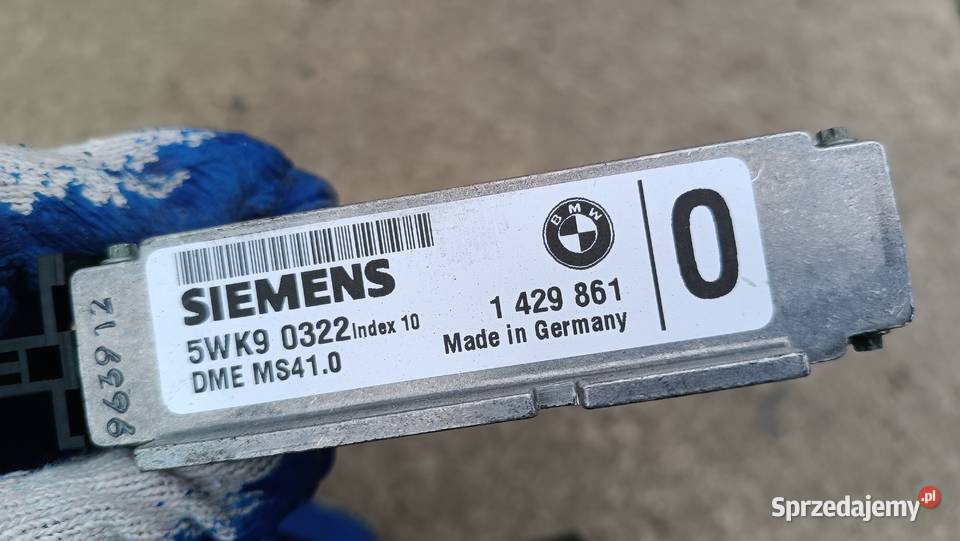 SIEMENS
5WK9 0322 Index 10
DME MS41.0
BMW
1 429 861
Made in Germany
0
963912
Sprzedajemy.pl